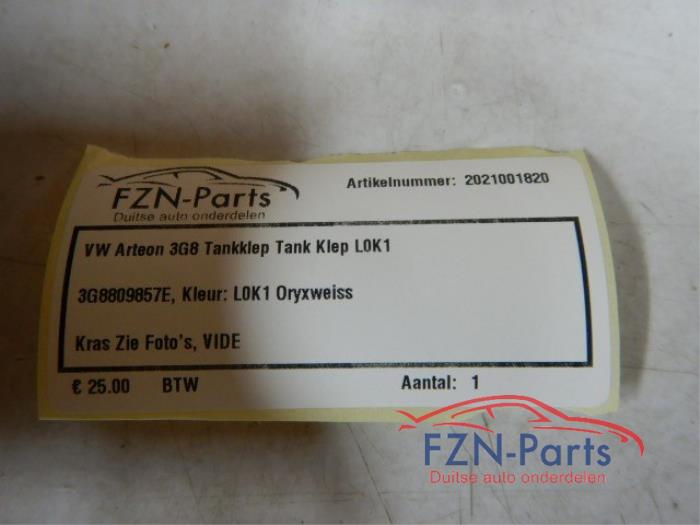 FZN-Parts
Duitse auto onderdelen
Artikelnummer: 2021001820
VW Arteon 3G8 Tankklep Tank Klep L0K1
3G8809857E, Kleur: L0K1 Oryxweiss
Kras Zie Foto's, VIDE
€ 25.00 BTW Aantal: 1
FZN-Parts
Duitse auto onderdelen